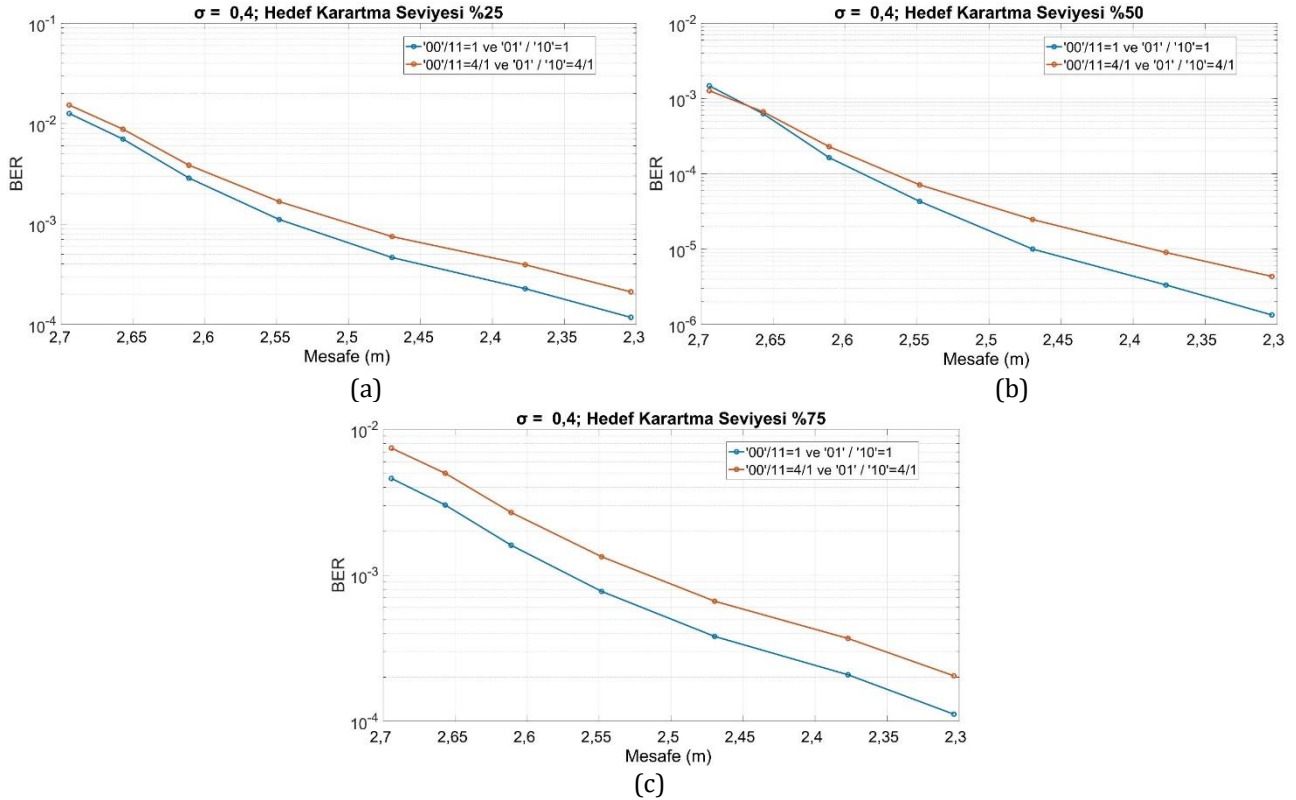 σ = 0,4; Hedef Karartma Seviyesi %25
10-1
10-2
10-3
10-4
BER
'00'/11=1 ve '01' / '10'=1
'00'/11=4/1 ve '01' / '10'=4/1
2,7 2,65 2,6 2,55 2,5 2,45 2,4 2,35 2,3
Mesafe (m)
(a)
σ = 0,4; Hedef Karartma Seviyesi %50
10-2
10-3
10-4
10-5
10-6
BER
'00'/11=1 ve '01' / '10'=1
'00'/11=4/1 ve '01' / '10'=4/1
2,7 2,65 2,6 2,55 2,5 2,45 2,4 2,35 2,3
Mesafe (m)
(b)
σ = 0,4; Hedef Karartma Seviyesi %75
10-2
10-3
10-4
BER
'00'/11=1 ve '01' / '10'=1
'00'/11=4/1 ve '01' / '10'=4/1
2,7 2,65 2,6 2,55 2,5 2,45 2,4 2,35 2,3
Mesafe (m)
(c)